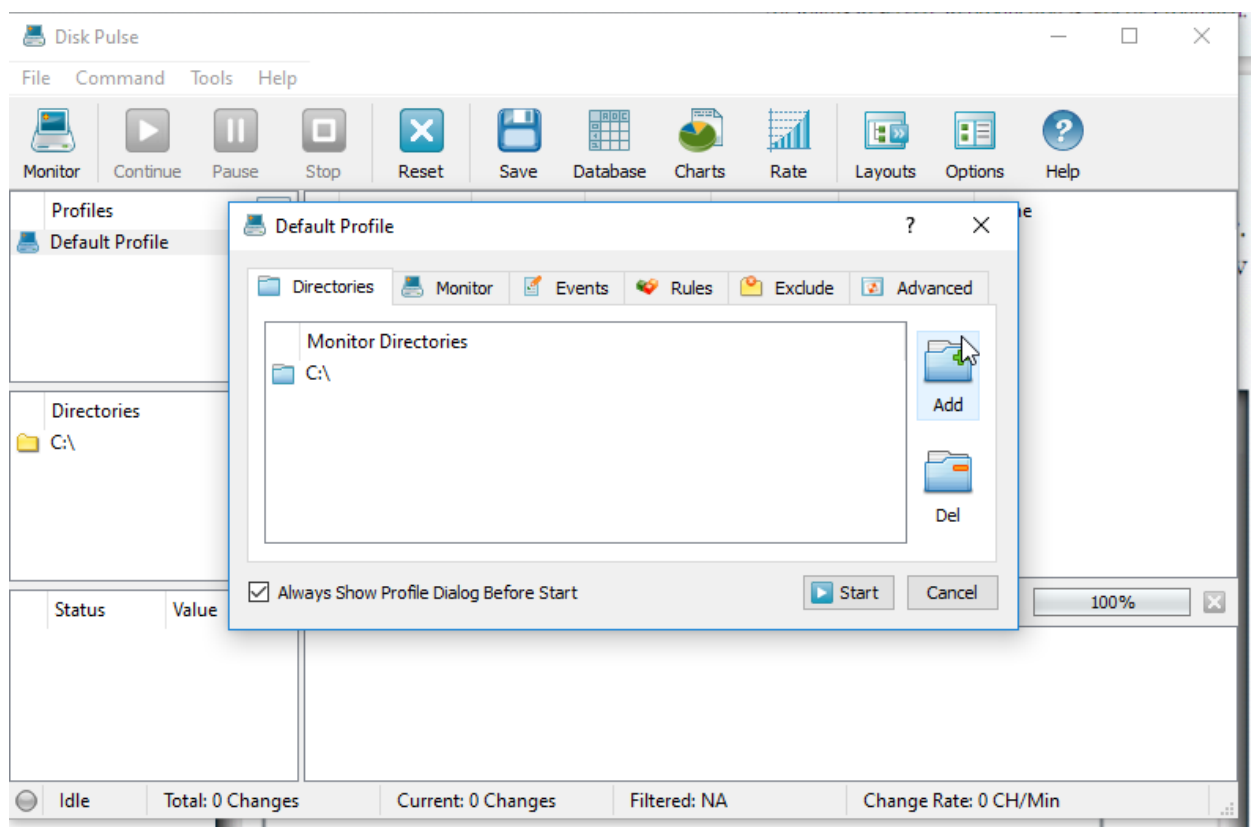 Disk Pulse
File Command Tools Help
Monitor Continue Pause Stop Reset Save Database Charts Rate Layouts Options Help
Profiles
Default Profile
Directories
C:\
Status Value
Default Profile
Directories Monitor Events Rules Exclude Advanced
Monitor Directories
C:\
Add
Del
Always Show Profile Dialog Before Start
Start Cancel
100%
Idle Total: 0 Changes Current: 0 Changes Filtered: NA Change Rate: 0 CH/Min